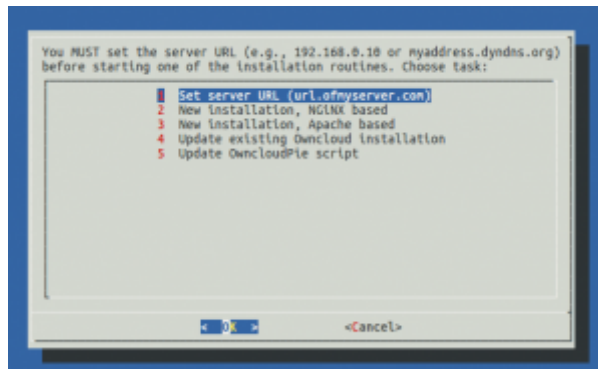 You MUST set the server URL (e.g., 192.168.0.10 or myaddress.dyndns.org)
before starting one of the installation routines. Choose task:
1 Set server URL (url.ofmyserver.com)
2 New installation, NGiNX based
3 New installation, Apache based
4 Update existing Owncloud installation
5 Update OwncloudPie script
< OK > <Cancel>